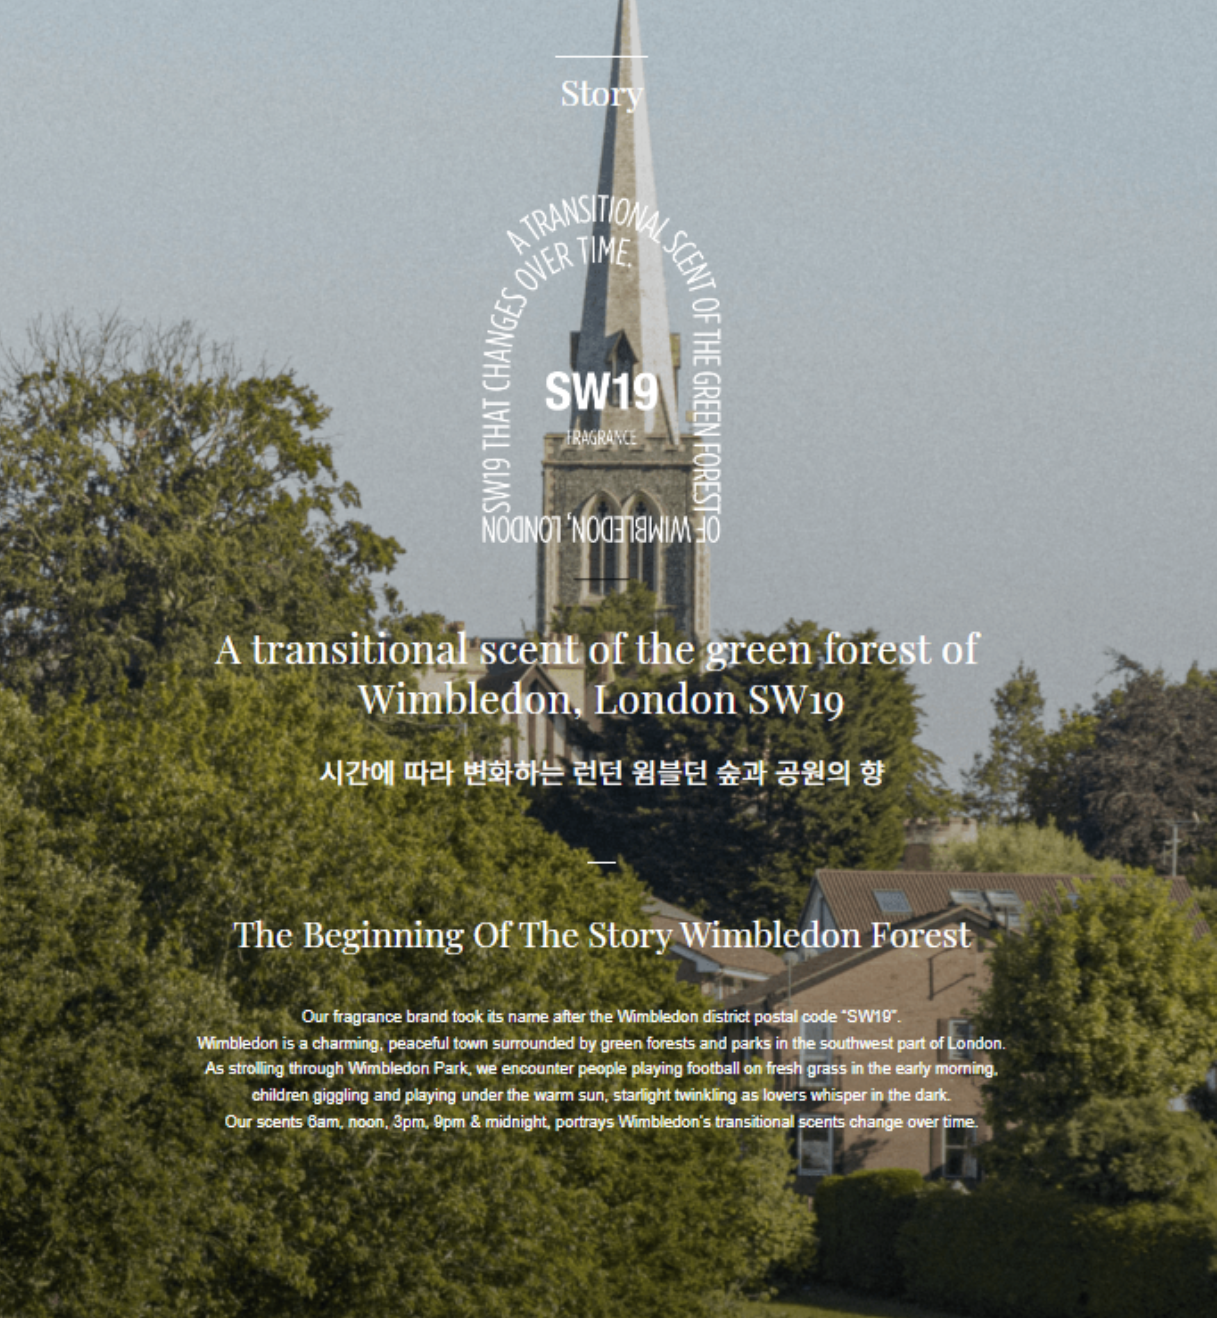 Story
A TRANSITIONAL SCENT OF THE GREEN FOREST
OF WIMBLEDON, LONDON
SW19 THAT CHANGES OVER TIME.
SW19
FRAGRANCE
A transitional scent of the green forest of
Wimbledon, London SW19
시간에 따라 변화하는 런던 윔블던 숲과 공원의 향
The Beginning Of The Story Wimbledon Forest
Our fragrance brand took its name after the Wimbledon district postal code “SW19”.
Wimbledon is a charming, peaceful town surrounded by green forests and parks in the southwest part of London.
As strolling through Wimbledon Park, we encounter people playing football on fresh grass in the early morning,
children giggling and playing under the warm sun, starlight twinkling as lovers whisper in the dark.
Our scents 6am, noon, 3pm, 9pm & midnight, portrays Wimbledon’s transitional scents change over time.